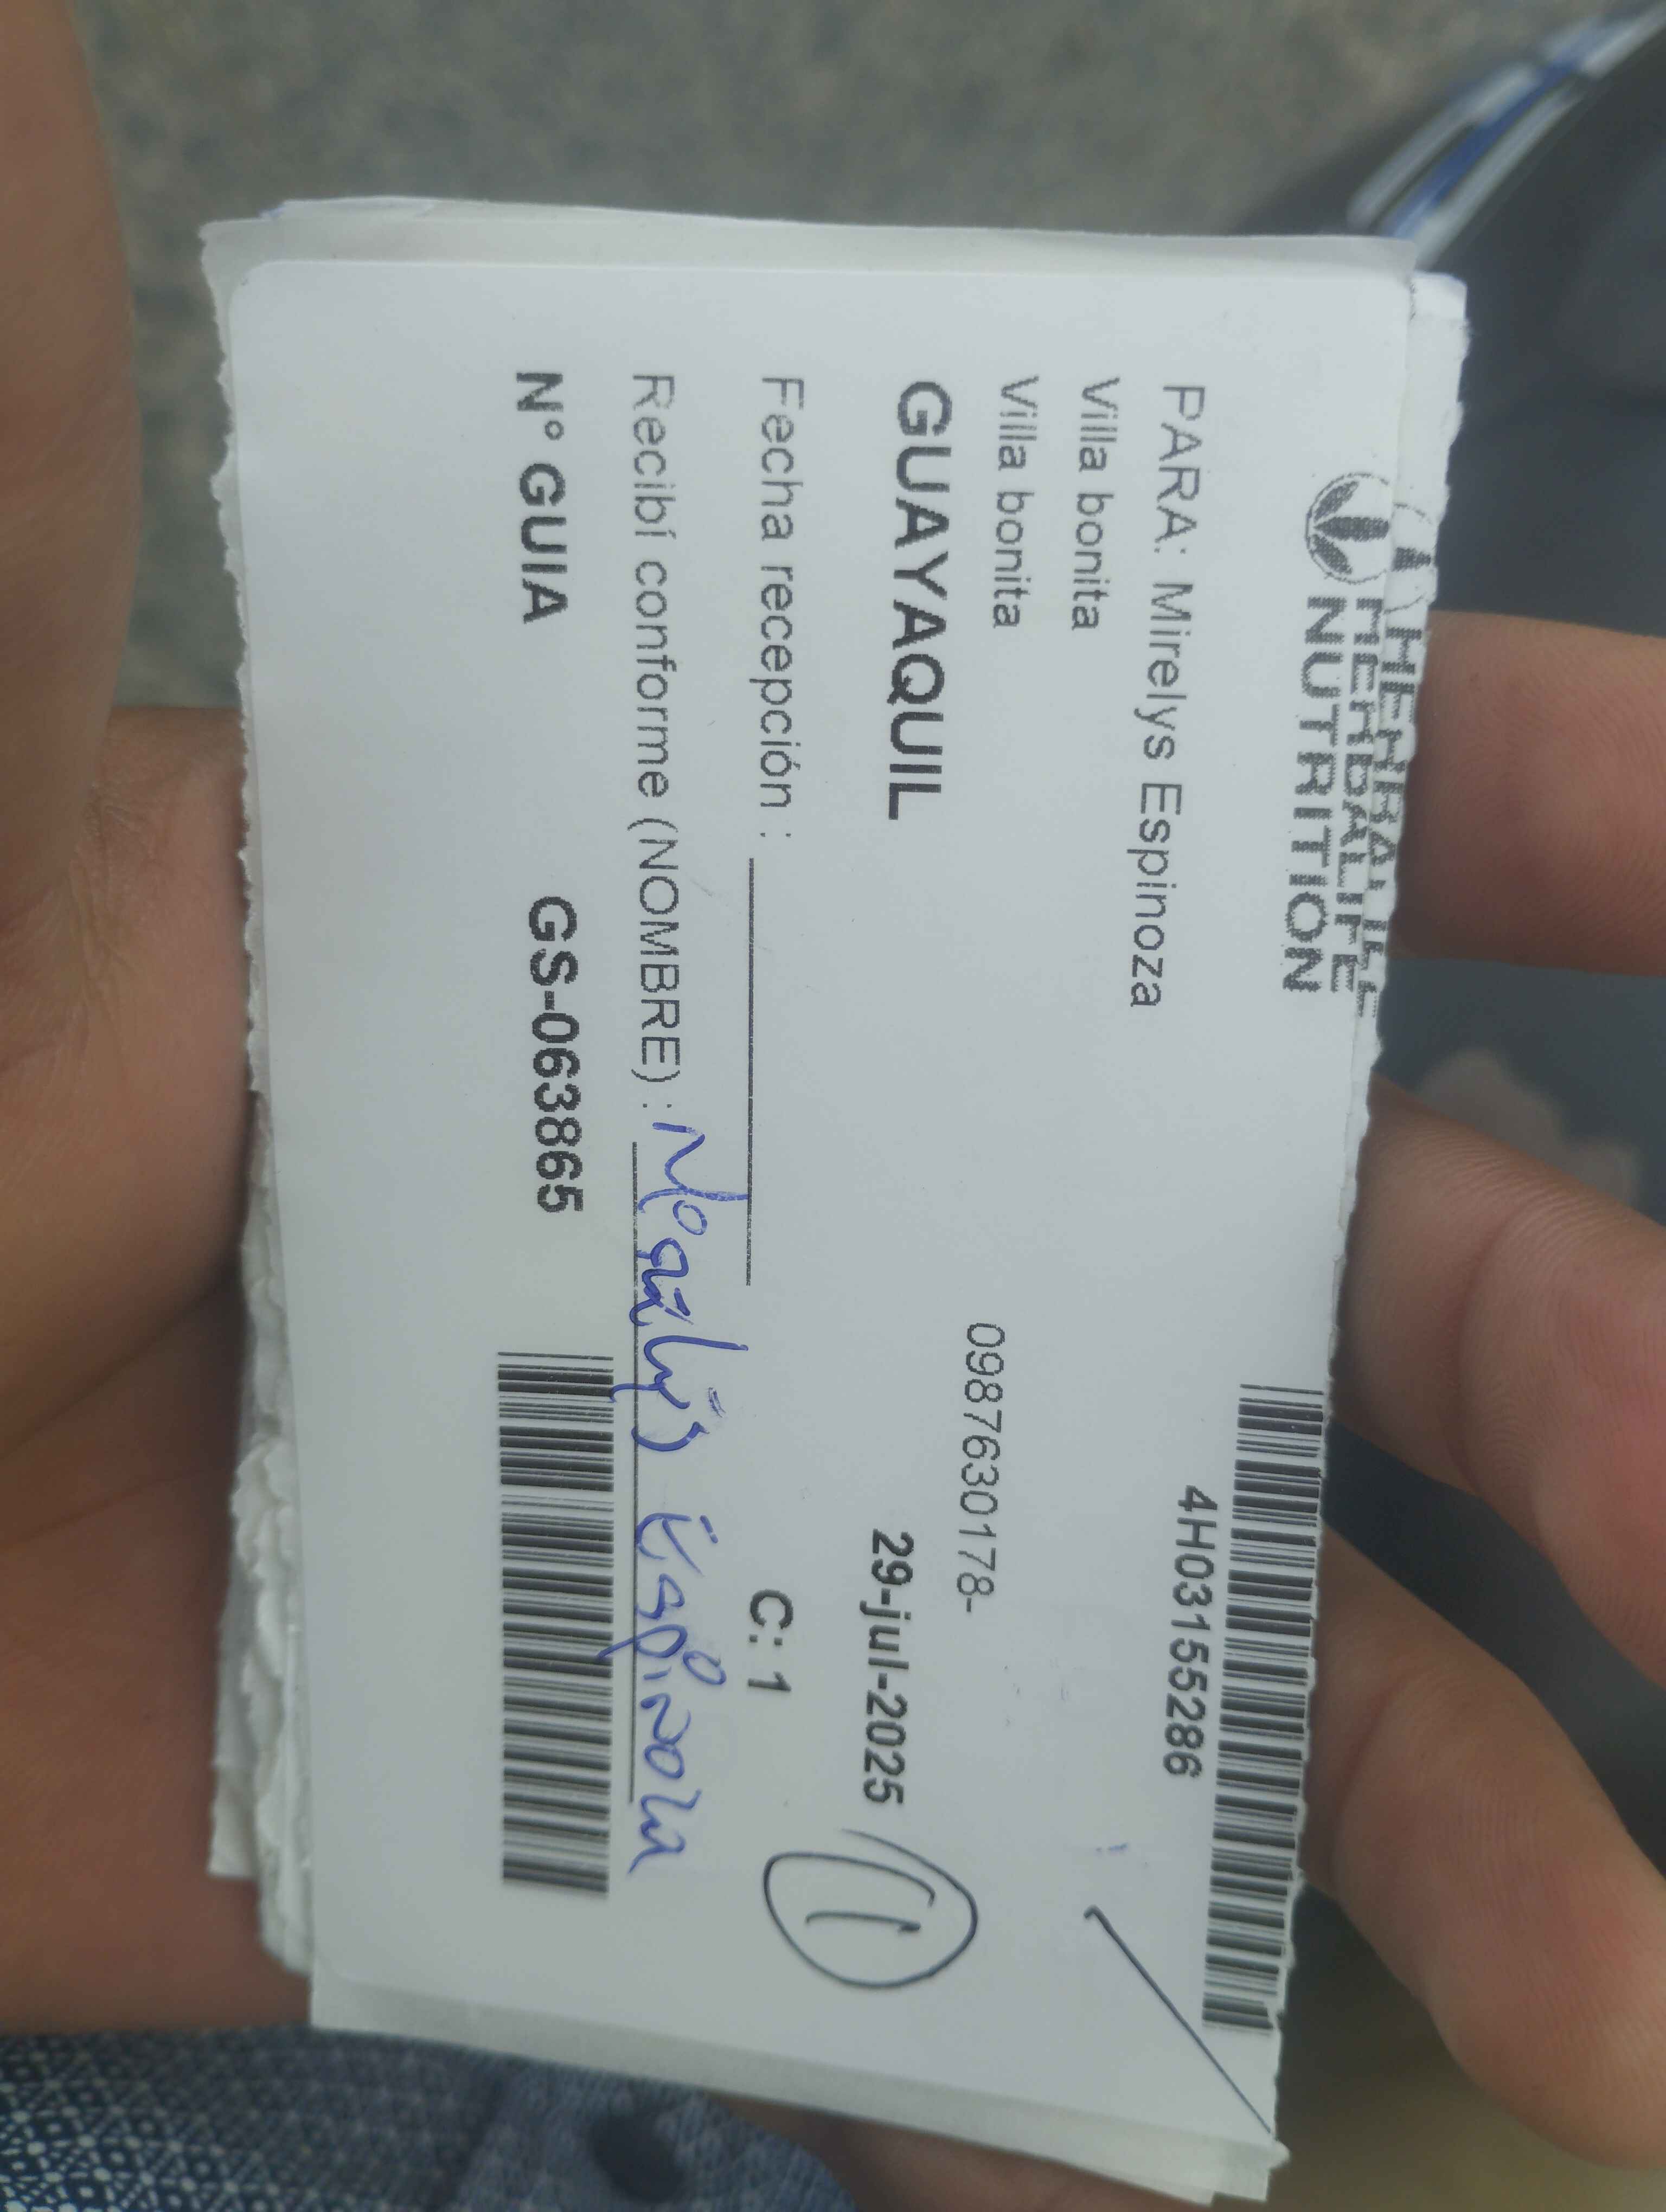 HERBALIFE
NUTRITION
4H03155286
PARA: Mirelys Espinoza
Villa bonita
Villa bonita
0987630178-
GUAYAQUIL
29-jul-2025
Fecha recepción :
C: 1
Recibí conforme (NOMBRE) : Espinoza
N° GUIA GS-063865